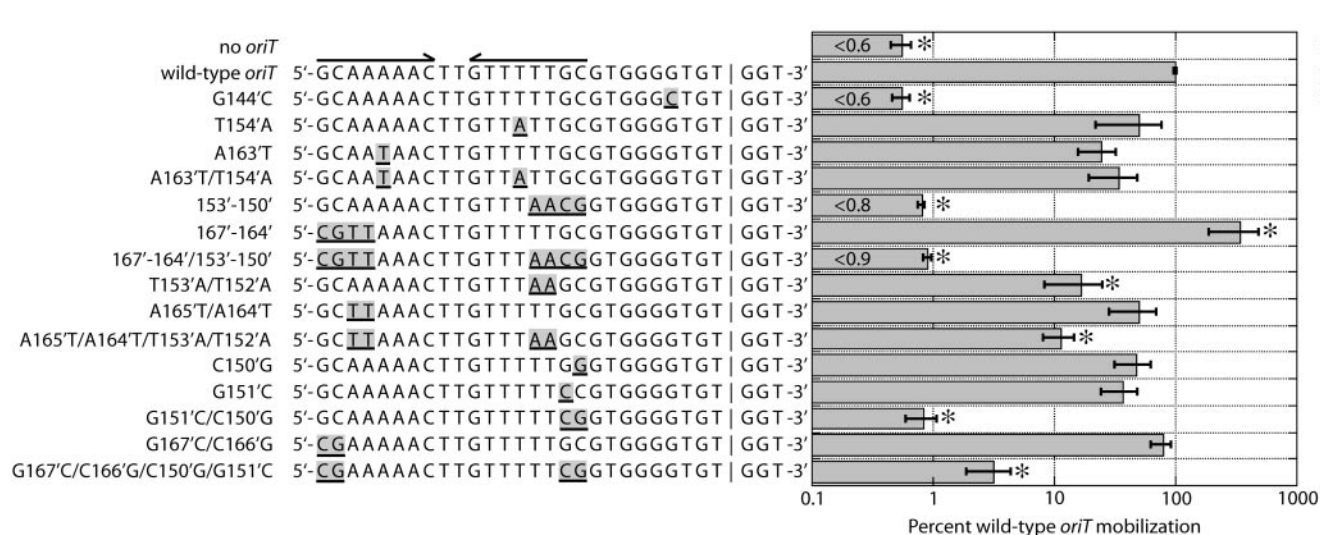 no oriT <0.6 *
wild-type oriT 5'-GCAAAAACTTGTTTTTGCGTGGGGTGT|GGT-3'
G144'C 5'-GCAAAAACTTGTTTTTGCGTGGGCTGT|GGT-3' <0.6 *
T154'A 5'-GCAAAAACTTGTTATTGCGTGGGGTGT|GGT-3'
A163'T 5'-GCAATAACTTGTTTTTGCGTGGGGTGT|GGT-3'
A163'T/T154'A 5'-GCAATAACTTGTTATTGCGTGGGGTGT|GGT-3'
153'-150' 5'-GCAAAAACTTGTTTAACGGTGGGGTGT|GGT-3' <0.8 *
167'-164' 5'-CGTTAAACTTGTTTTTGCGTGGGGTGT|GGT-3' *
167'-164'/153'-150' 5'-CGTTAAACTTGTTTAACGGTGGGGTGT|GGT-3' <0.9 *
T153'A/T152'A 5'-GCAAAAACTTGTTTAAGCGTGGGGTGT|GGT-3' *
A165'T/A164'T 5'-GCTTAAACTTGTTTTTGCGTGGGGTGT|GGT-3'
A165'T/A164'T/T153'A/T152'A 5'-GCTTAAACTTGTTTAAGCGTGGGGTGT|GGT-3' *
C150'G 5'-GCAAAAACTTGTTTTTGGGTGGGGTGT|GGT-3'
G151'C 5'-GCAAAAACTTGTTTTTCCGTGGGGTGT|GGT-3'
G151'C/C150'G 5'-GCAAAAACTTGTTTTTCGGTGGGGTGT|GGT-3' *
G167'C/C166'G 5'-CGAAAAACTTGTTTTTGCGTGGGGTGT|GGT-3'
G167'C/C166'G/C150'G/G151'C 5'-CGAAAAACTTGTTTTTCGGTGGGGTGT|GGT-3' *
0.1 1 10 100 1000
Percent wild-type oriT mobilization